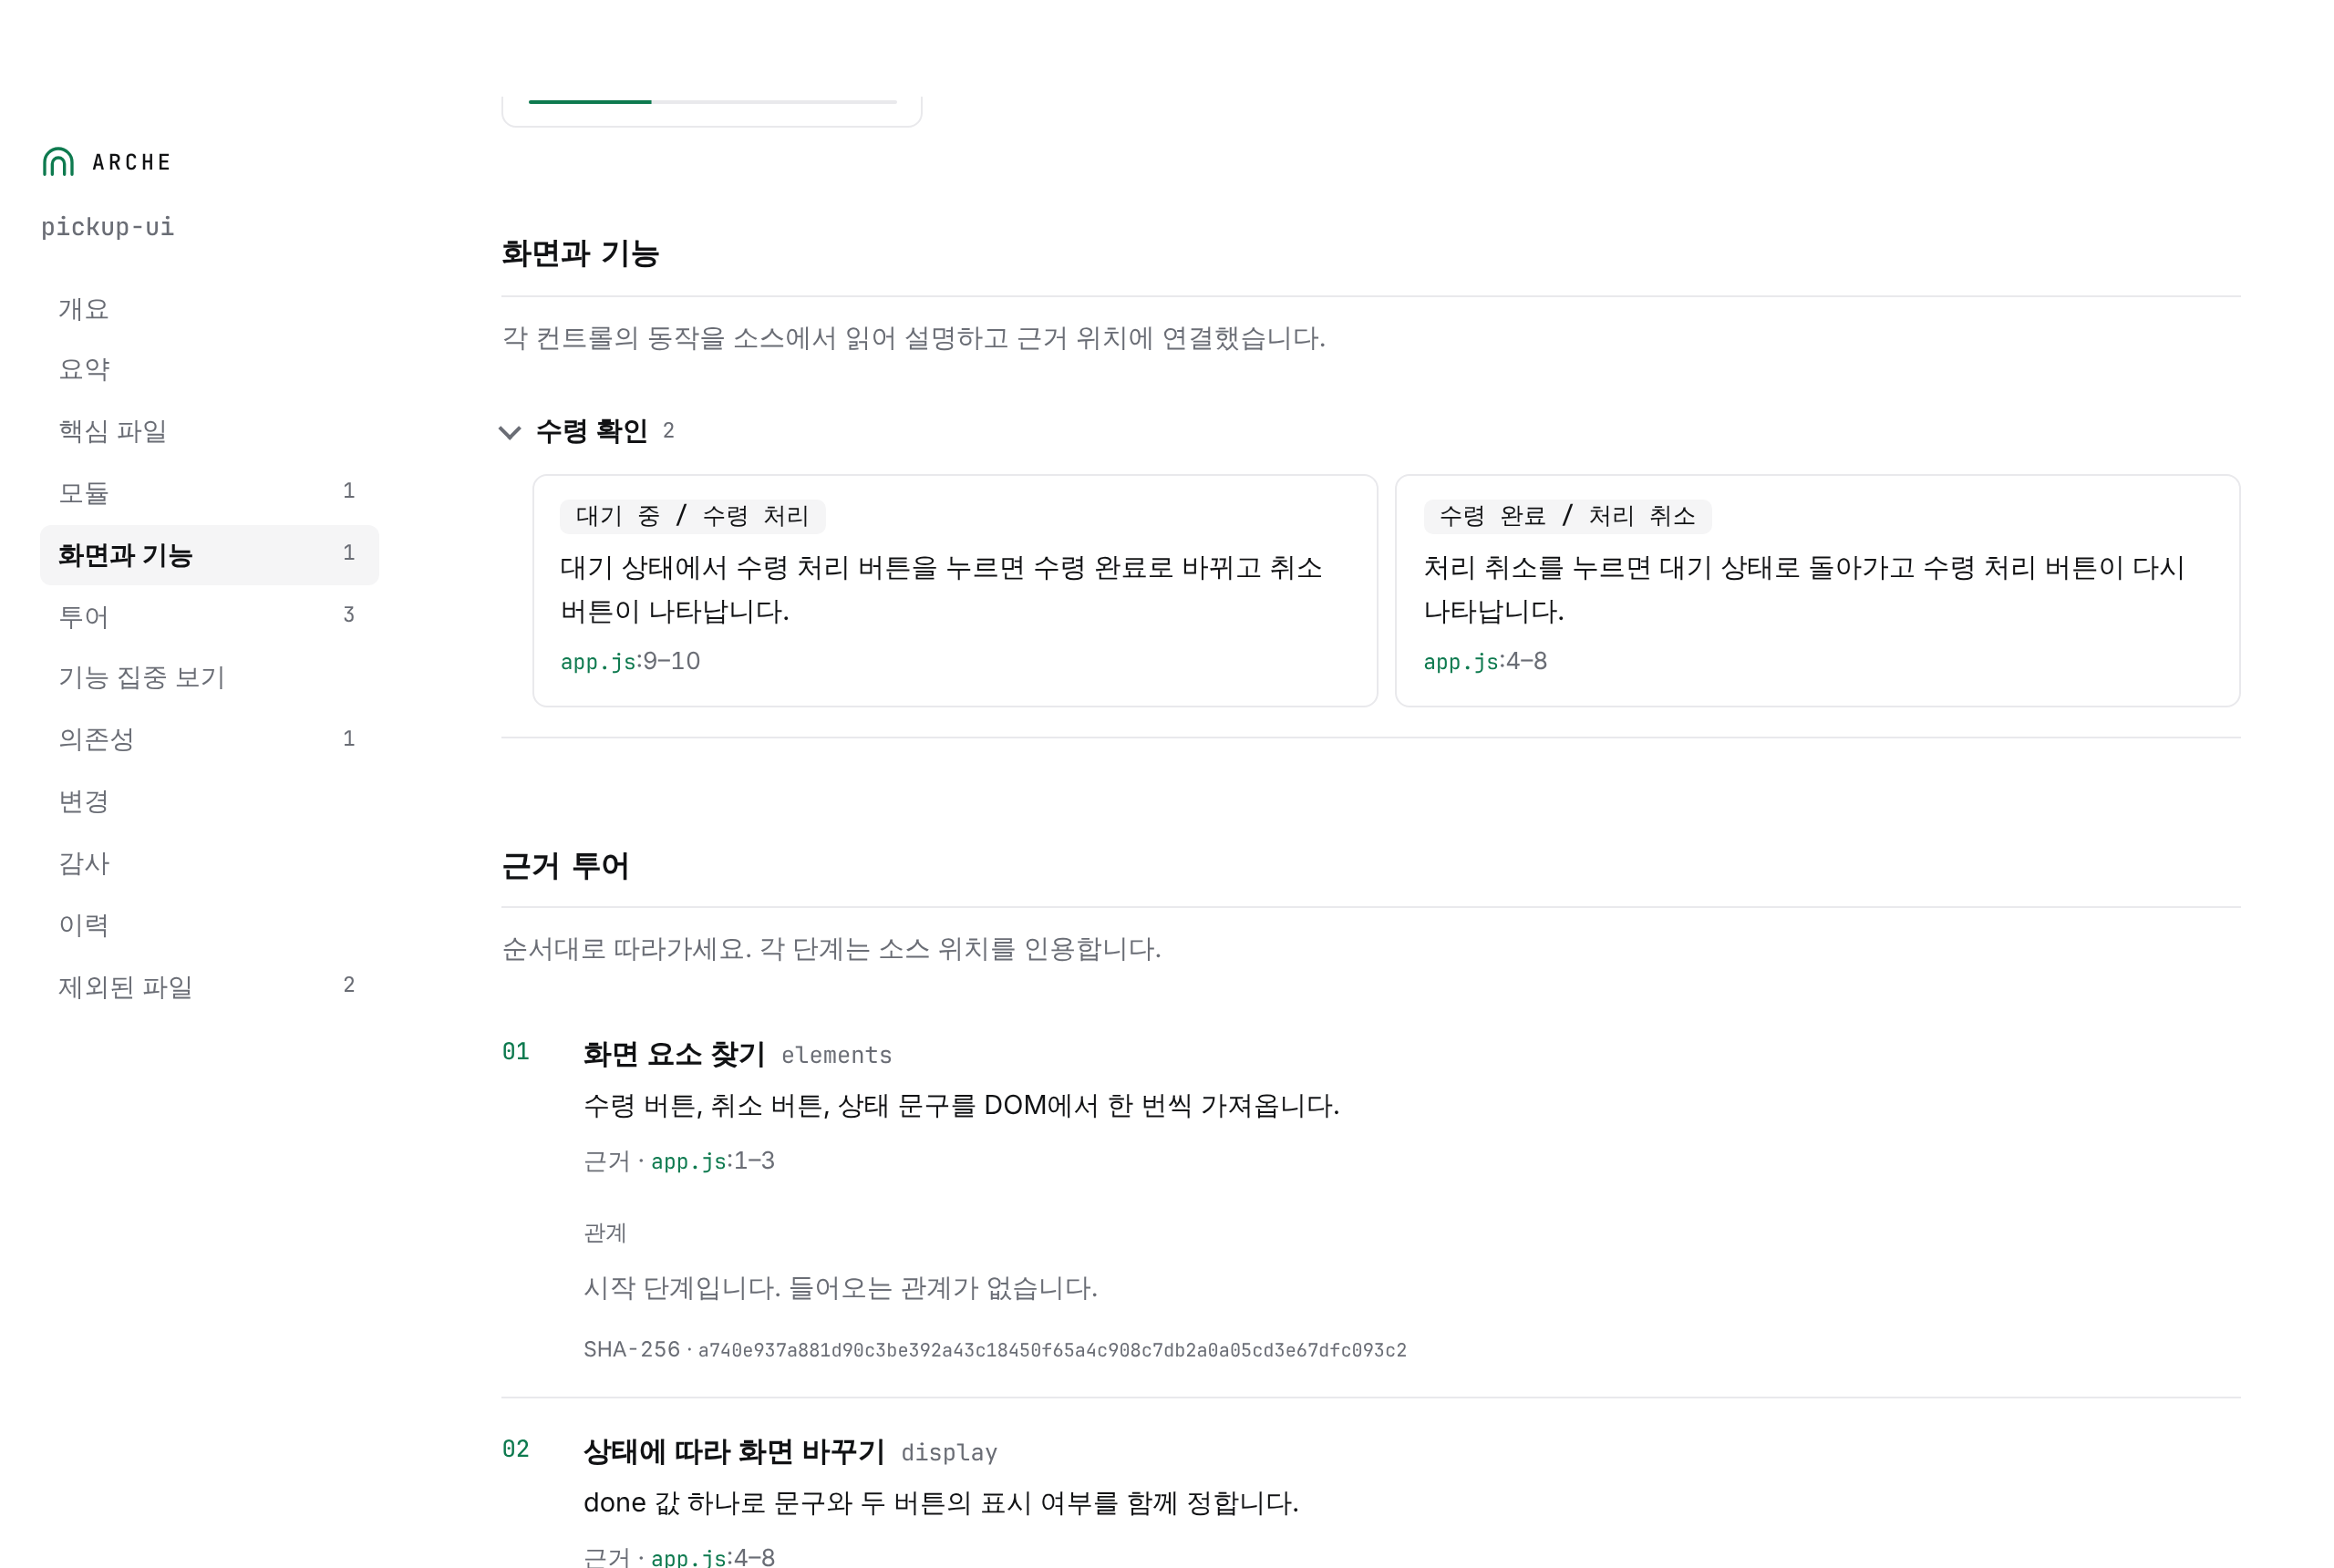 ARCHE
pickup-ui
개요
요약
핵심 파일
모듈 1
화면과 기능 1
투어 3
기능 집중 보기
의존성 1
변경
감사
이력
제외된 파일 2
화면과 기능
각 컨트롤의 동작을 소스에서 읽어 설명하고 근거 위치에 연결했습니다.
수령 확인 2
대기 중 / 수령 처리
대기 상태에서 수령 처리 버튼을 누르면 수령 완료로 바뀌고 취소
버튼이 나타납니다.
app.js:9–10
수령 완료 / 처리 취소
처리 취소를 누르면 대기 상태로 돌아가고 수령 처리 버튼이 다시
나타납니다.
app.js:4–8
근거 투어
순서대로 따라가세요. 각 단계는 소스 위치를 인용합니다.
01 화면 요소 찾기 elements
수령 버튼, 취소 버튼, 상태 문구를 DOM에서 한 번씩 가져옵니다.
근거 · app.js:1–3
관계
시작 단계입니다. 들어오는 관계가 없습니다.
SHA-256 · a740e937a881d90c3be392a43c18450f65a4c908c7db2a0a05cd3e67dfc093c2
02 상태에 따라 화면 바꾸기 display
done 값 하나로 문구와 두 버튼의 표시 여부를 함께 정합니다.
근거 · app.js:4–8